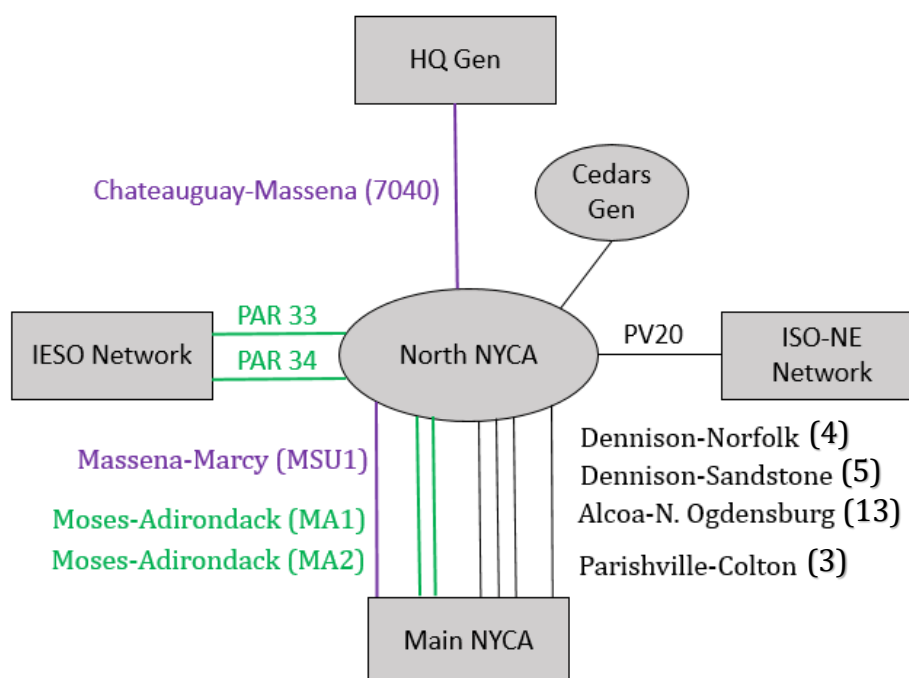 HQ Gen
Chateauguay-Massena (7040)
Cedars
Gen
PAR 33
IESO Network
PAR 34
North NYCA
PV20
ISO-NE
Network
Massena-Marcy (MSU1)
Moses-Adirondack (MA1)
Moses-Adirondack (MA2)
Dennison-Norfolk (4)
Dennison-Sandstone (5)
Alcoa-N. Ogdensburg (13)
Parishville-Colton (3)
Main NYCA